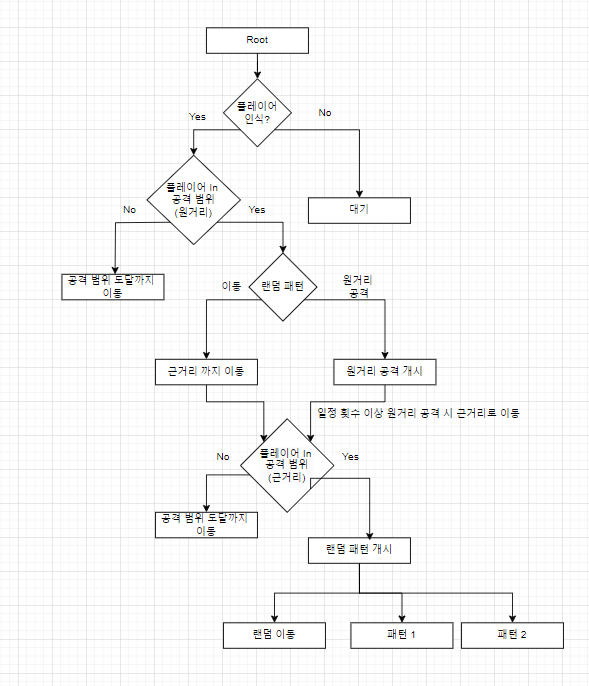 Root
플레이어
인식?
Yes
No
플레이어 In
공격 범위
(원거리)
대기
No
Yes
공격 범위 도달까지
이동
이동
랜덤 패턴
원거리
공격
근거리 까지 이동
원거리 공격 개시
일정 횟수 이상 원거리 공격 시 근거리로 이동
플레이어 In
공격 범위
(근거리)
No
Yes
공격 범위 도달까지
이동
랜덤 패턴 개시
랜덤 이동
패턴 1
패턴 2